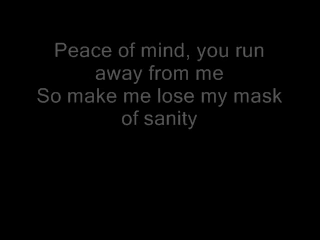 Peace of mind, you run
away from me
So make me lose my mask
of sanity